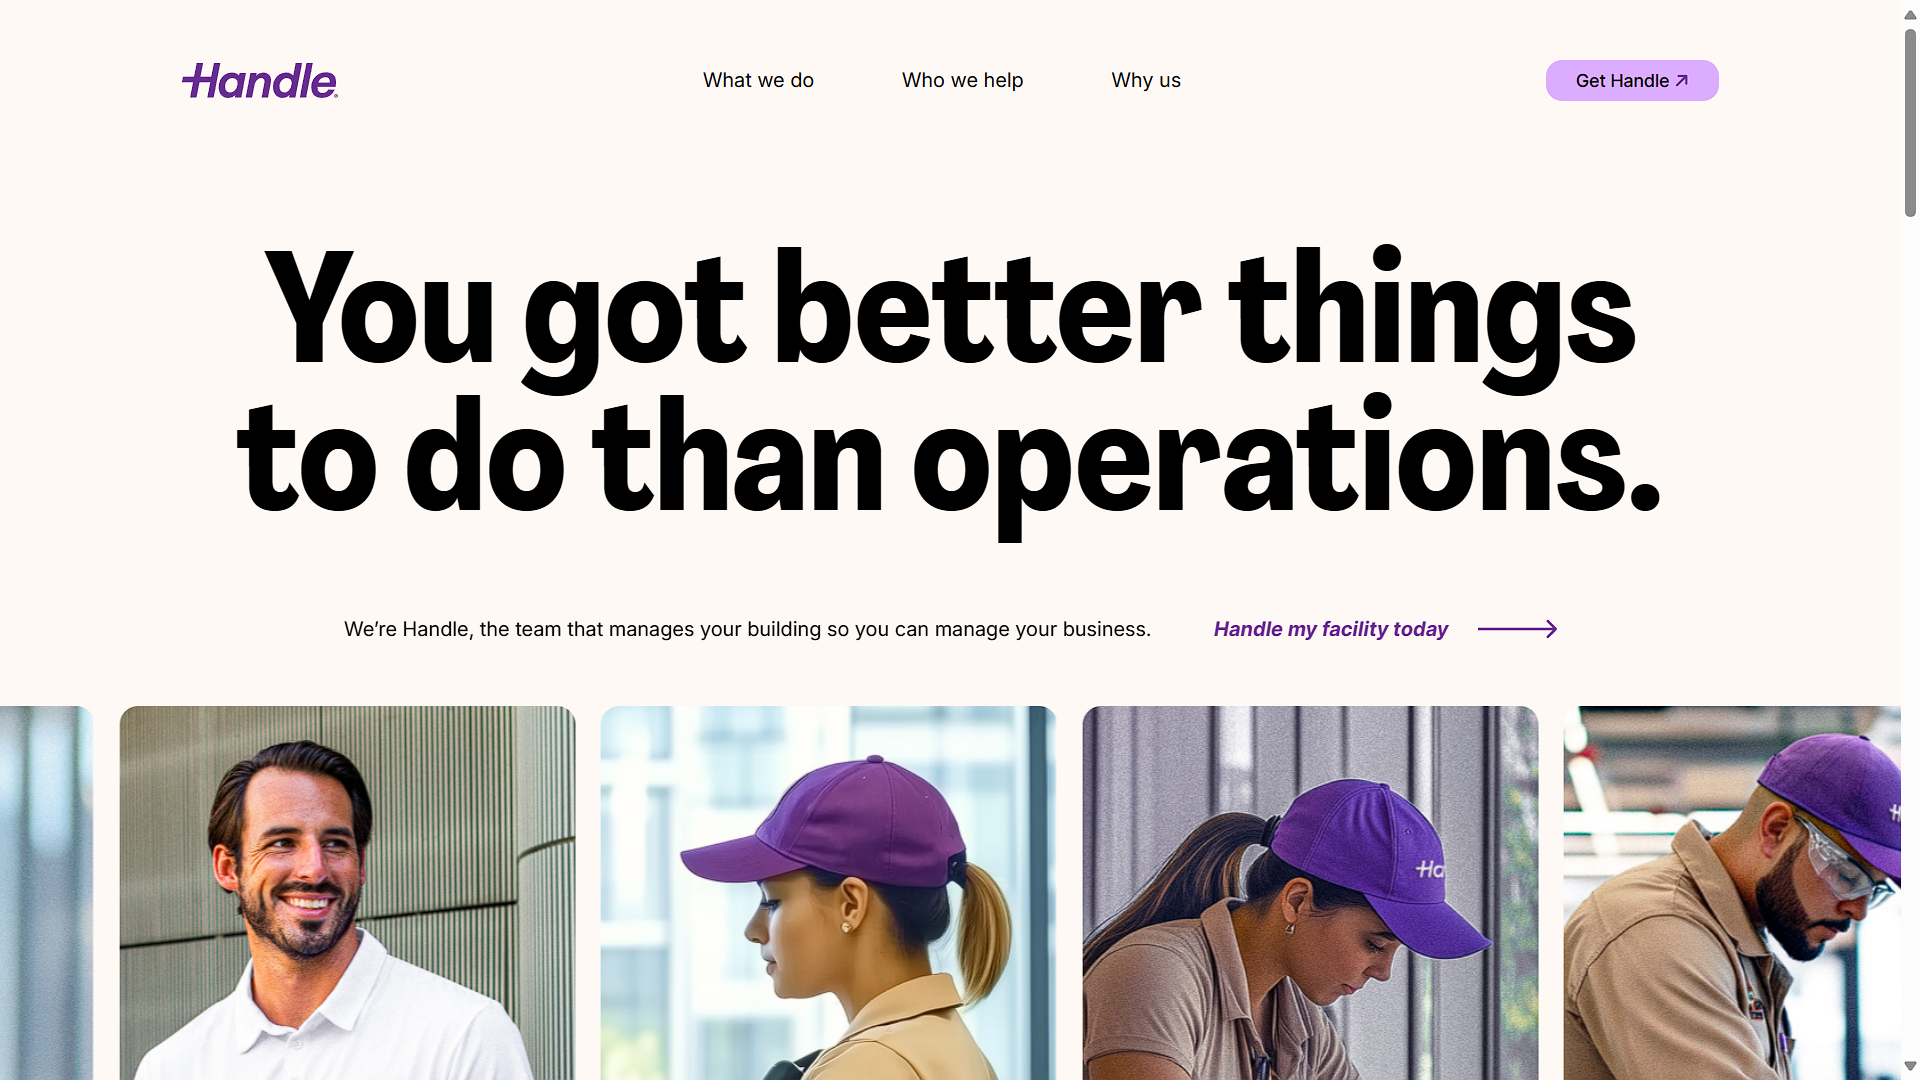 Handle
What we do
Who we help
Why us
Get Handle
You got better things
to do than operations.
We’re Handle, the team that manages your building so you can manage your business.
Handle my facility today
Ha
H